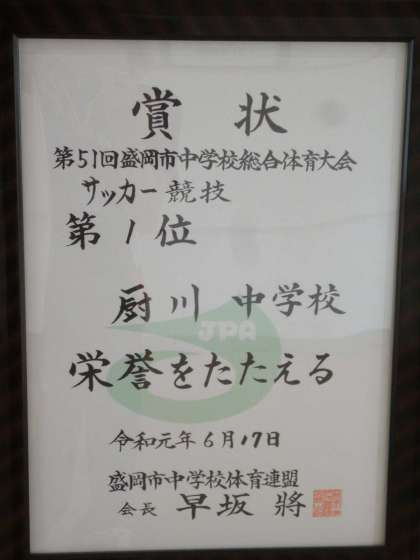 賞状
第51回盛岡市中学校総合体育大会
サッカー競技
第1位
厨川 中学校
JPA
栄誉をたたえる
令和元年6月17日
盛岡市中学校体育連盟
会長 早坂 將